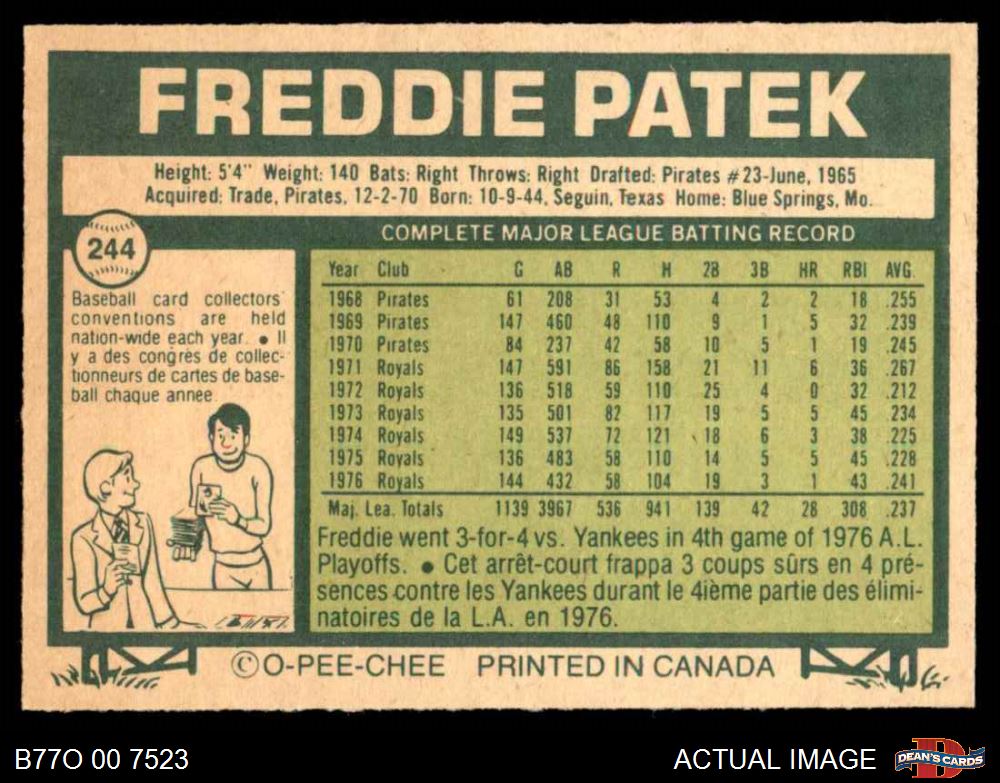 FREDDIE PATEK
Height: 5'4" Weight: 140 Bats: Right Throws: Right Drafted: Pirates #23-June, 1965
Acquired: Trade, Pirates, 12-2-70 Born: 10-9-44, Seguin, Texas Home: Blue Springs, Mo.
244
Baseball card collectors'
conventions are held
nation-wide each year. • Il
y a des congrès de collec-
tionneurs de cartes de base-
ball chaque année.
COMPLETE MAJOR LEAGUE BATTING RECORD
Year Club G AB R H 2B 3B HR RBI AVG.
1968 Pirates 61 208 31 53 4 2 2 18 .255
1969 Pirates 147 460 48 110 9 1 5 32 .239
1970 Pirates 84 237 42 58 10 5 1 19 .245
1971 Royals 147 591 86 158 21 11 6 36 .267
1972 Royals 136 518 59 110 25 4 0 32 .212
1973 Royals 135 501 82 117 19 5 5 45 .234
1974 Royals 149 537 72 121 18 6 3 38 .225
1975 Royals 136 483 58 110 14 5 5 45 .228
1976 Royals 144 432 58 104 19 3 1 43 .241
Maj. Lea. Totals 1139 3967 536 941 139 42 28 308 .237
Freddie went 3-for-4 vs. Yankees in 4th game of 1976 A.L.
Playoffs. • Cet arrêt-court frappa 3 coups sûrs en 4 pré-
sences contre les Yankees durant le 4ième partie des élimi-
natoires de la L.A. en 1976.
© O-PEE-CHEE PRINTED IN CANADA
B77O 00 7523
ACTUAL IMAGE
DEAN'S CARDS